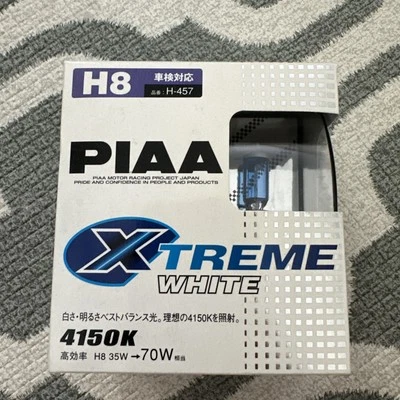 H8
車検対応
品番：H-457
PIAA
PIAA MOTOR RACING PROJECT JAPAN
PRIDE AND CONFIDENCE IN PEOPLE AND PRODUCTS
XTREME
WHITE
白さ・明るさベストバランス光。理想の4150Kを照射。
4150K
高効率 H8 35W→70W相当